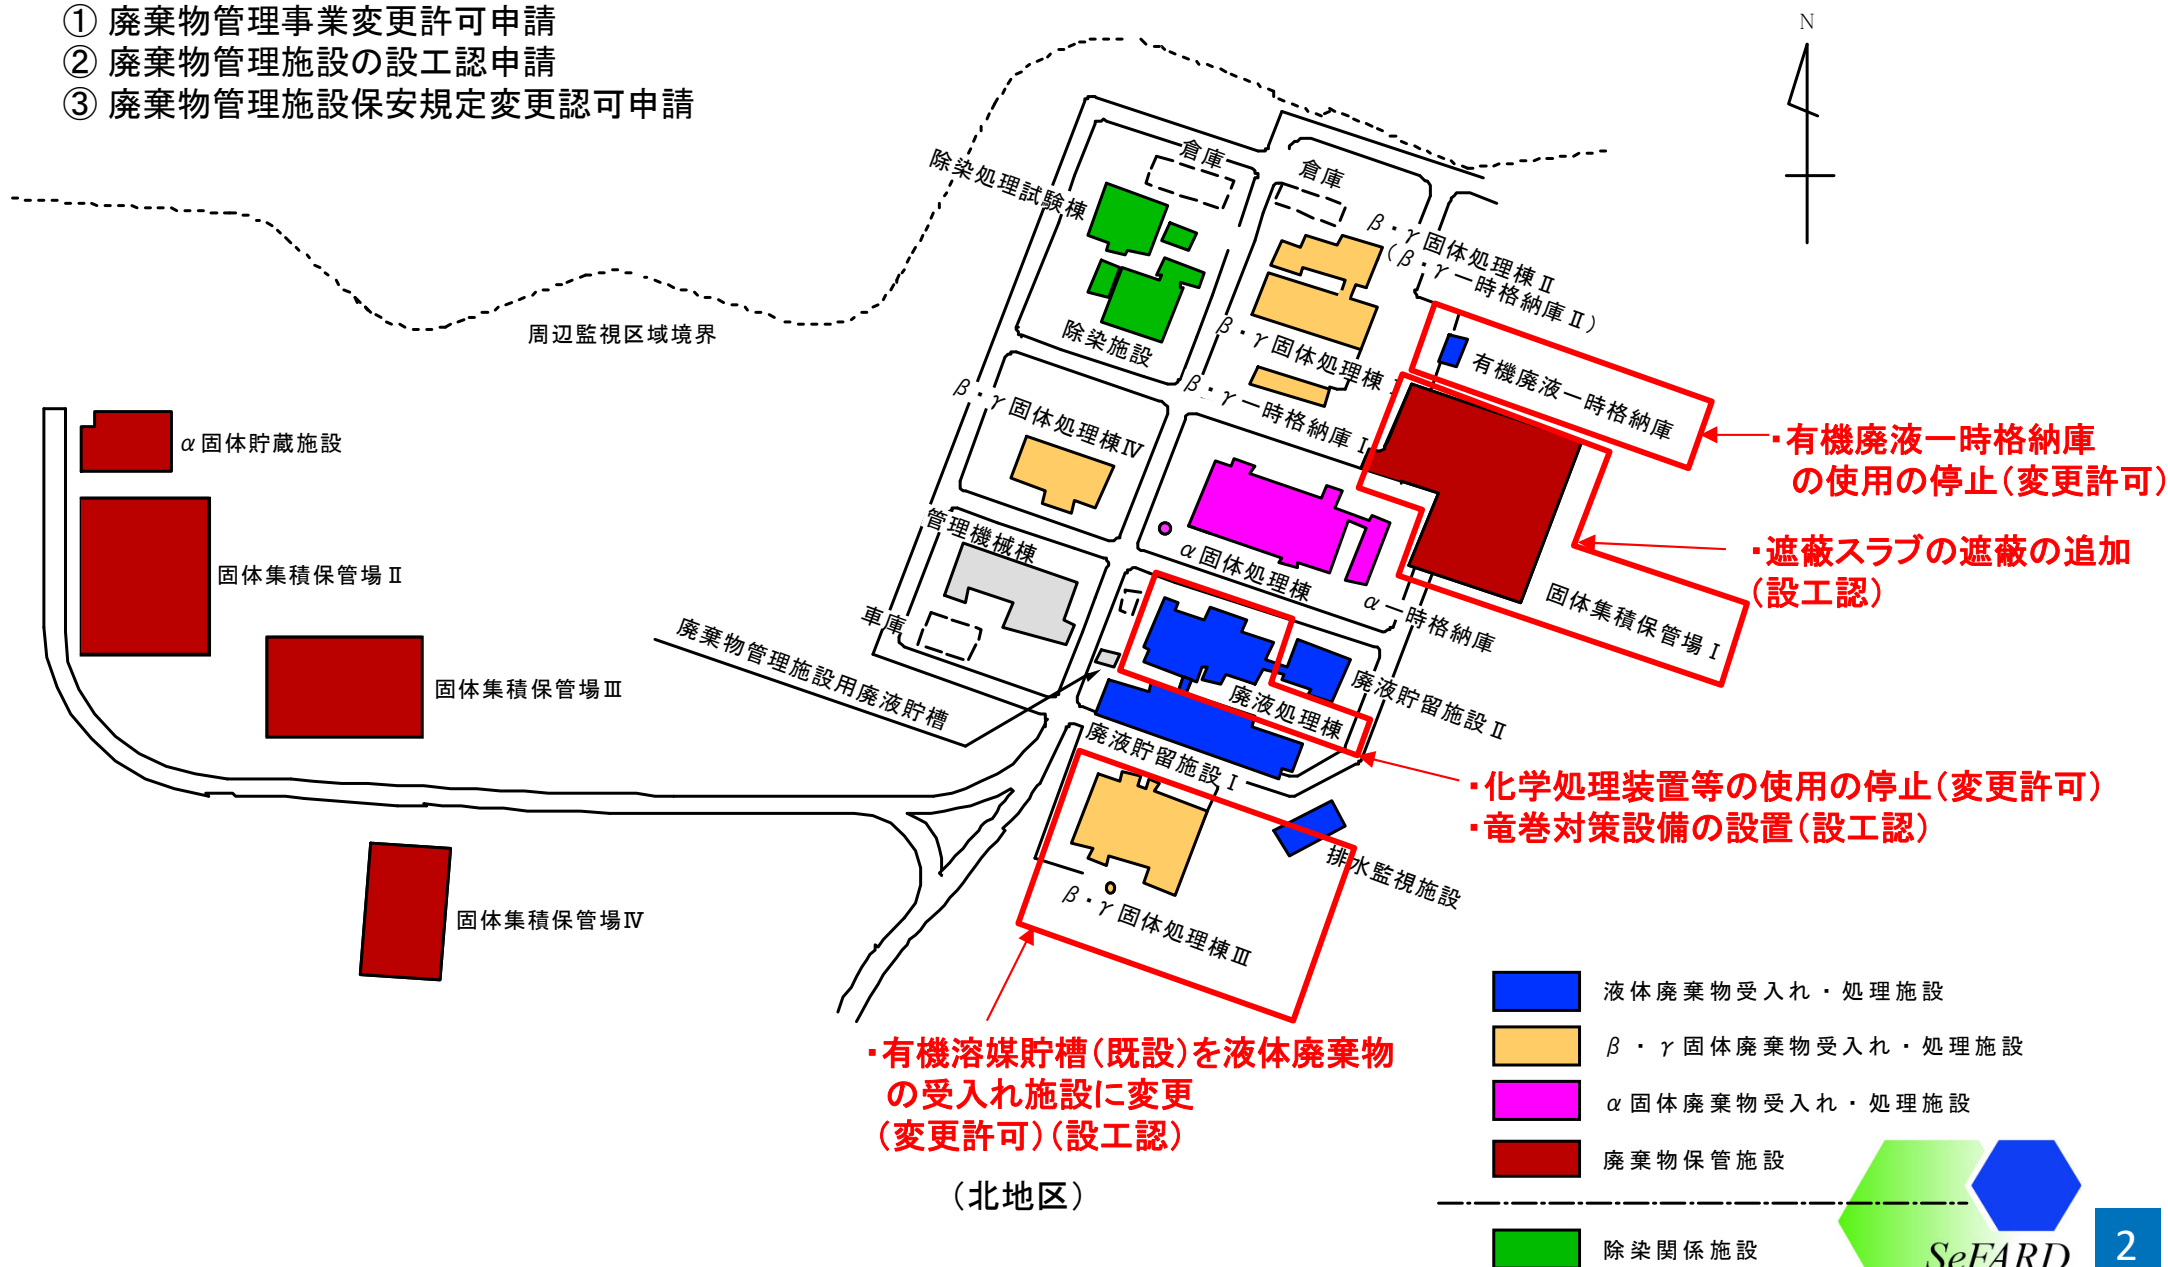 ① 廃棄物管理事業変更許可申請
② 廃棄物管理施設の設工認申請
③ 廃棄物管理施設保安規定変更認可申請
N
倉庫
倉庫
除染処理試験棟
β・γ固体処理棟Ⅱ
(β・γ一時格納庫Ⅱ)
周辺監視区域境界
除染施設
β・γ固体処理棟Ⅰ
有機廃液一時格納庫
β・γ一時格納庫Ⅰ
β・γ固体処理棟Ⅳ
α固体貯蔵施設
・有機廃液一時格納庫
の使用の停止(変更許可)
管理機械棟
α固体処理棟
・遮蔽スラブの遮蔽の追加
(設工認)
固体集積保管場Ⅱ
α一時格納庫
固体集積保管場Ⅰ
車庫
廃棄物管理施設用廃液貯槽
固体集積保管場Ⅲ
廃液処理棟
廃液貯留施設Ⅱ
廃液貯留施設Ⅰ
・化学処理装置等の使用の停止(変更許可)
・竜巻対策設備の設置(設工認)
排水監視施設
β・γ固体処理棟Ⅲ
固体集積保管場Ⅳ
・有機溶媒貯槽(既設)を液体廃棄物
の受入れ施設に変更
(変更許可)(設工認)
(北地区)
液体廃棄物受入れ・処理施設
β・γ固体廃棄物受入れ・処理施設
α固体廃棄物受入れ・処理施設
廃棄物保管施設
除染関係施設
SeFARD
2